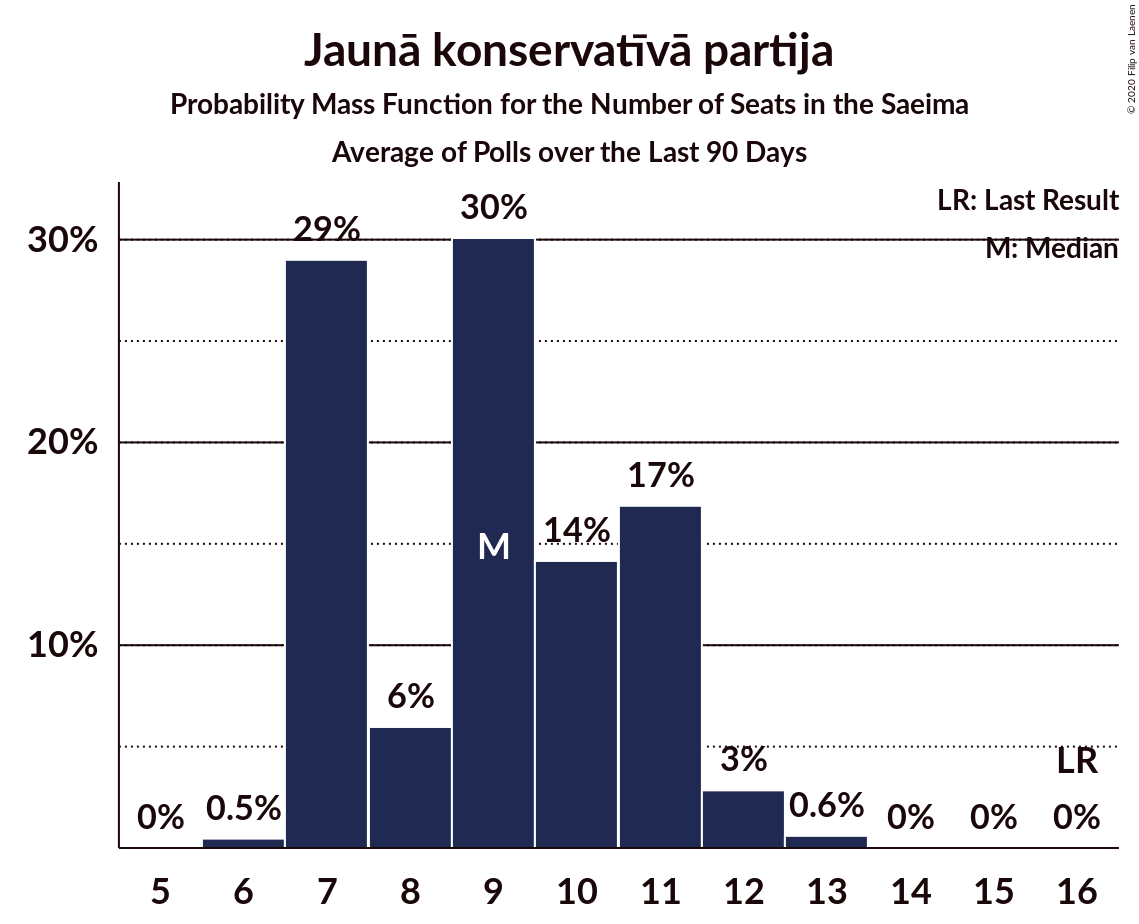 Jaunā konservatīvā partija
Probability Mass Function for the Number of Seats in the Saeima
Average of Polls over the Last 90 Days
© 2020 Filip van Laenen
LR: Last Result
M: Median
30%
20%
10%
0%
0.5%
29%
6%
30%
M
14%
17%
3%
0.6%
0%
0%
LR
0%
5 6 7 8 9 10 11 12 13 14 15 16